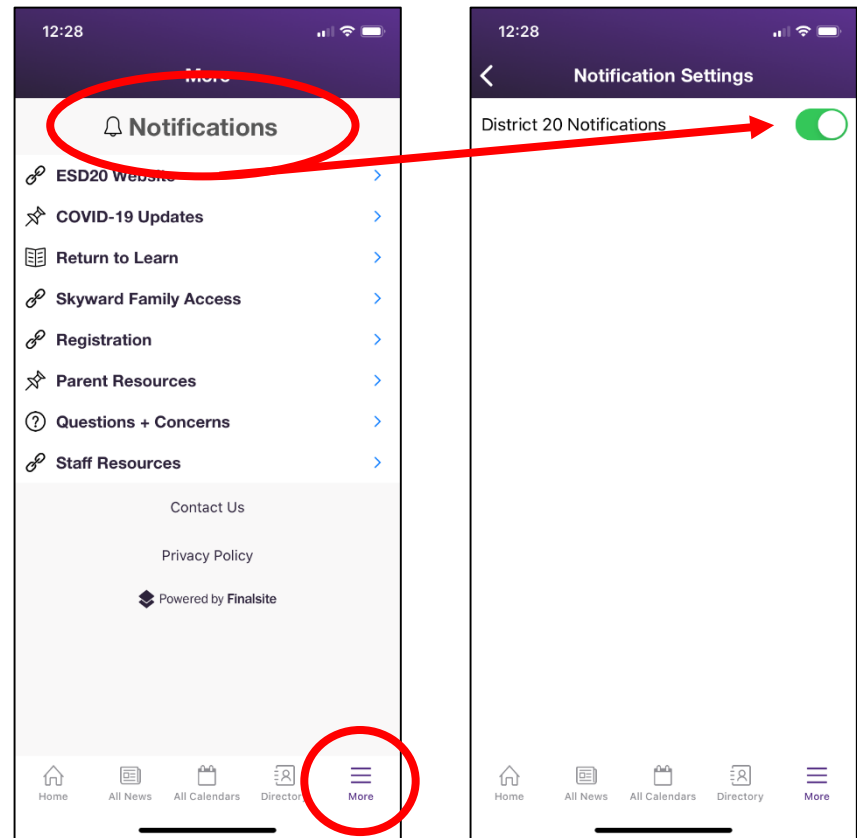 12:28
More
Notifications
ESD20 Website
COVID-19 Updates
Return to Learn
Skyward Family Access
Registration
Parent Resources
Questions + Concerns
Staff Resources
Contact Us
Privacy Policy
Powered by Finalsite
Home All News All Calendars Directory More
12:28
Notification Settings
District 20 Notifications
Home All News All Calendars Directory More